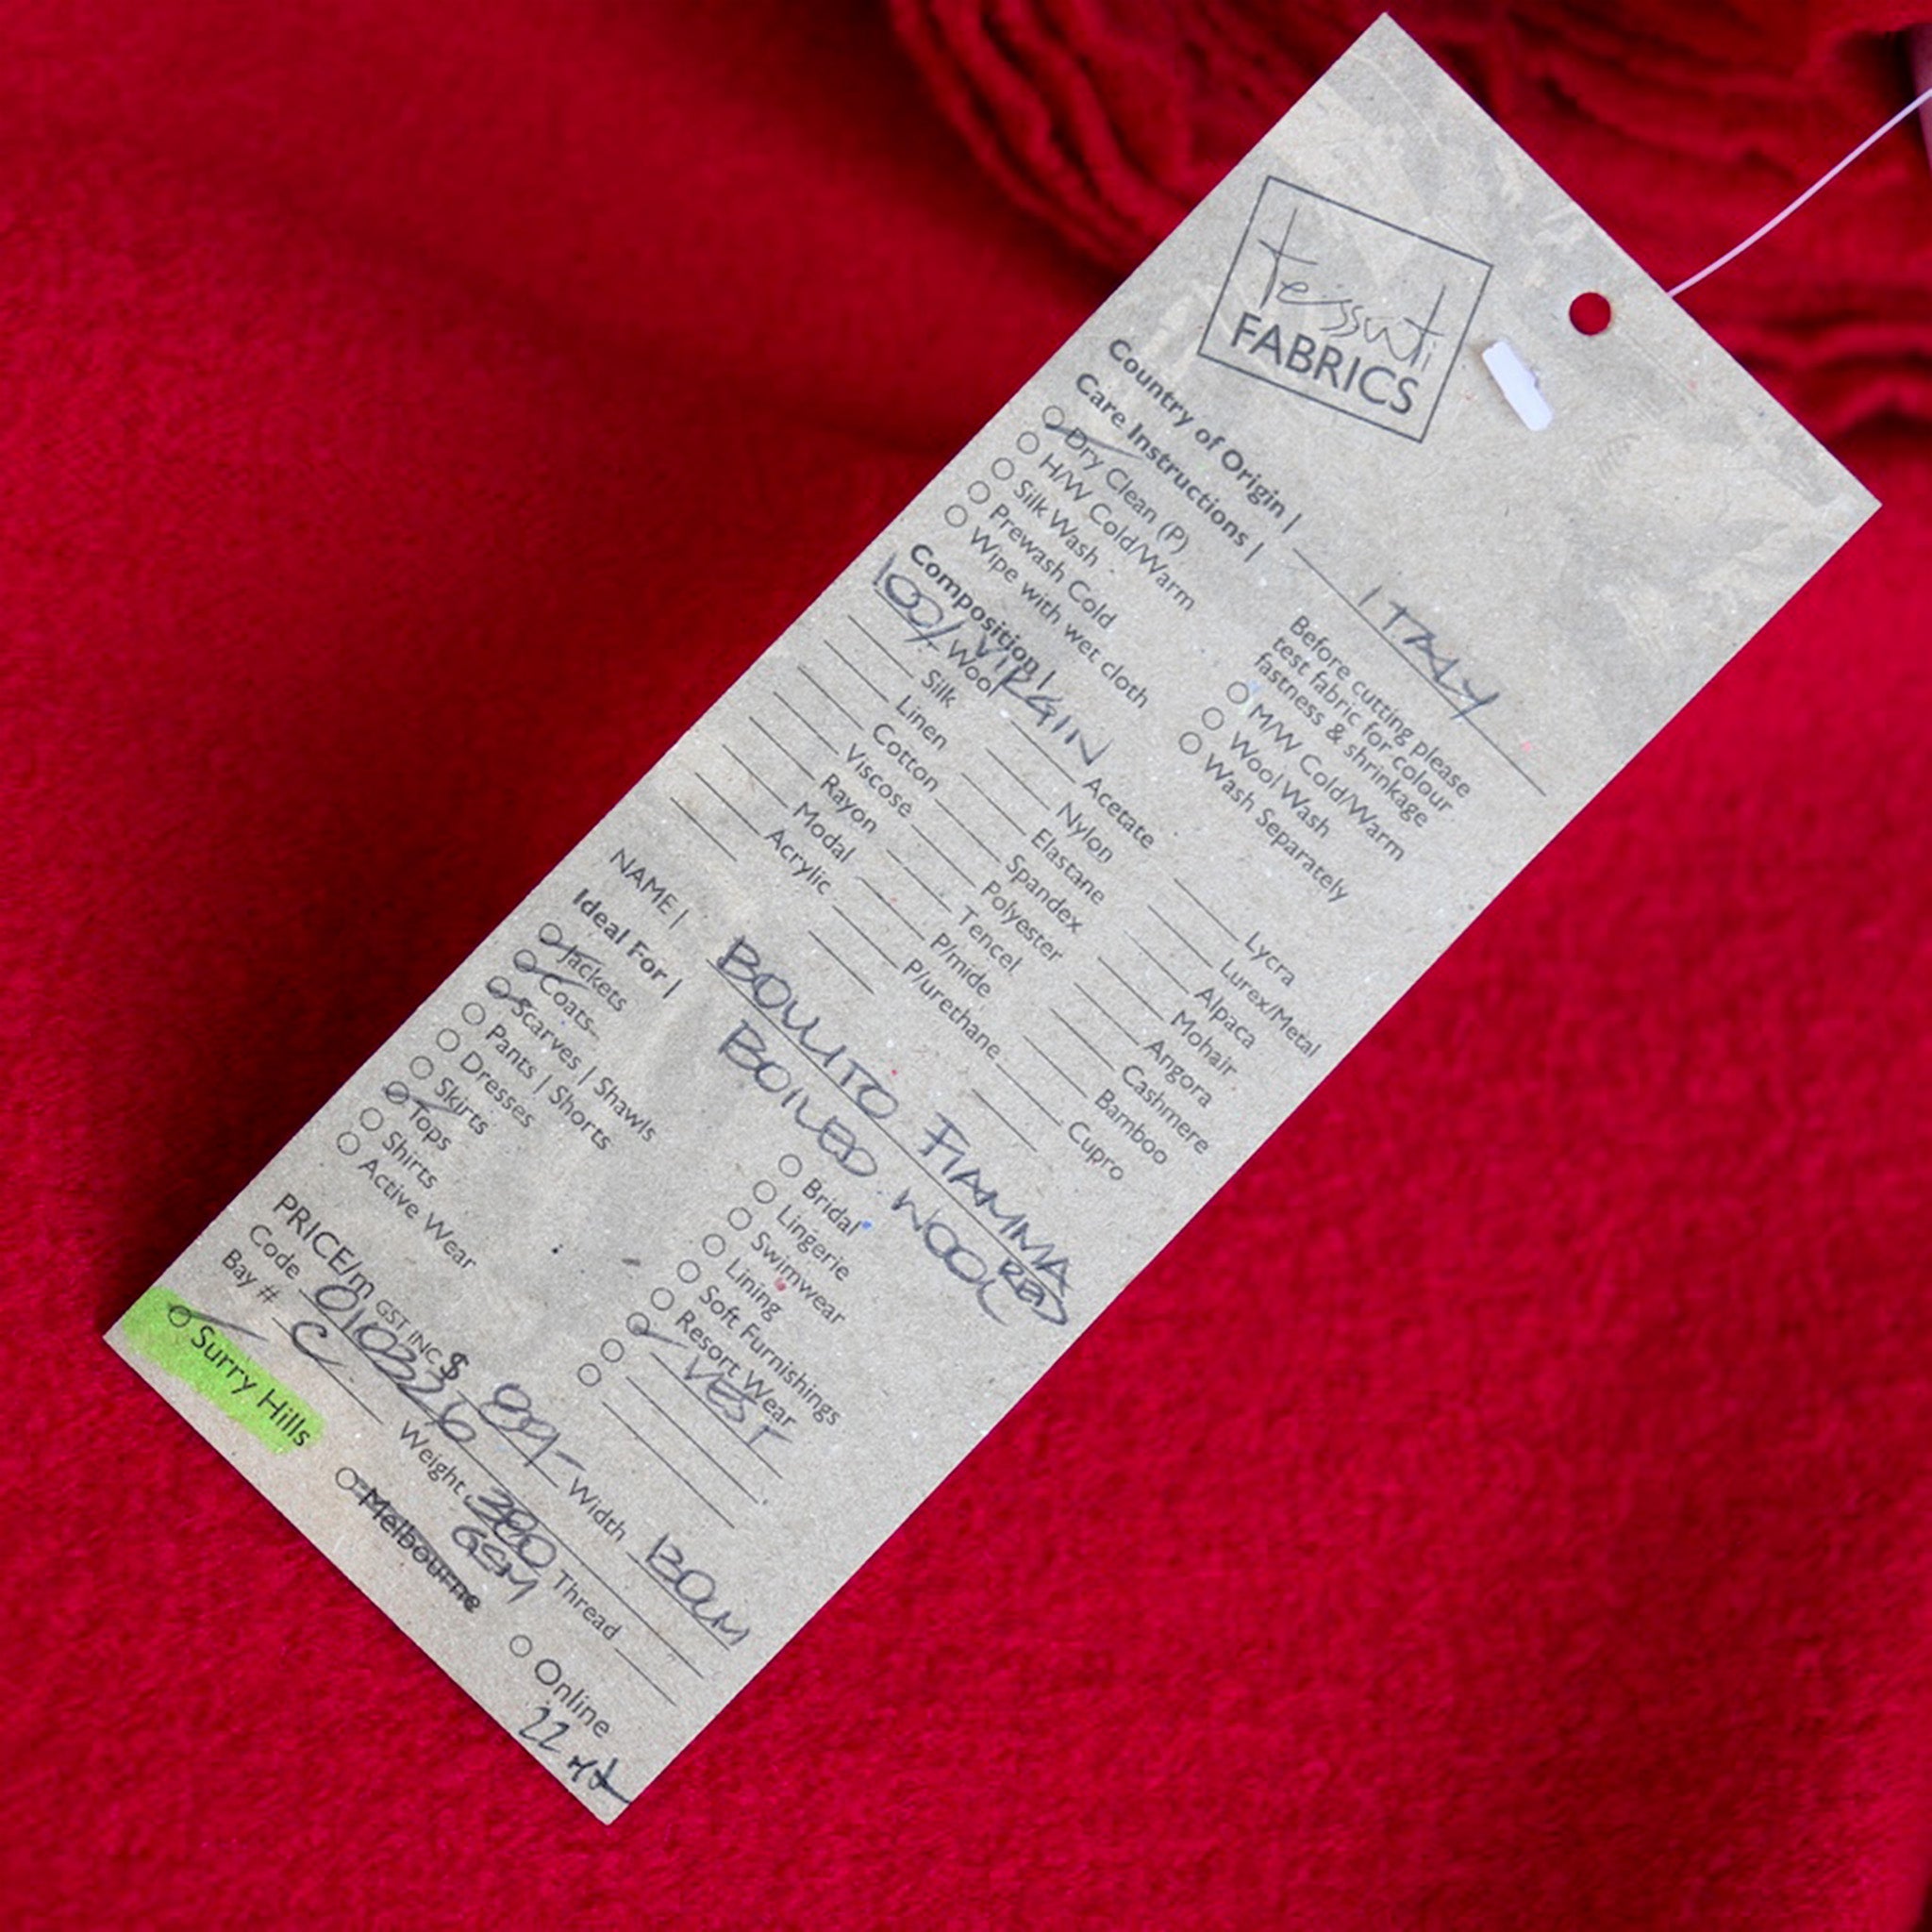 tessuti
FABRICS
Country of Origin | ITALY
Care Instructions |
Before cutting please
test fabric for colour
fastness & shrinkage
Dry Clean (P)
H/W Cold/Warm
Silk Wash
Prewash Cold
Wipe with wet cloth
M/W Cold/Warm
Wool Wash
Wash Separately
Composition |
100% Wool VIRGIN
Silk
Linen
Cotton
Viscose
Rayon
Modal
Acrylic
Acetate
Nylon
Elastane
Spandex
Polyester
Tencel
P/mide
P/urethane
Lycra
Lurex/Metal
Alpaca
Mohair
Angora
Cashmere
Bamboo
Cupro
NAME | BOLLITO FIAMMA RED
BOILED WOOL
Ideal For |
Jackets
Coats
Scarves | Shawls
Pants | Shorts
Dresses
Skirts
Tops
Shirts
Active Wear
Bridal
Lingerie
Swimwear
Lining
Soft Furnishings
Resort Wear
VEST
PRICE/m GST INC $ 89- Width 130cm
Code 0103226 Weight 380 GSM Thread
Bay # C
Surry Hills
Melbourne
Online
22